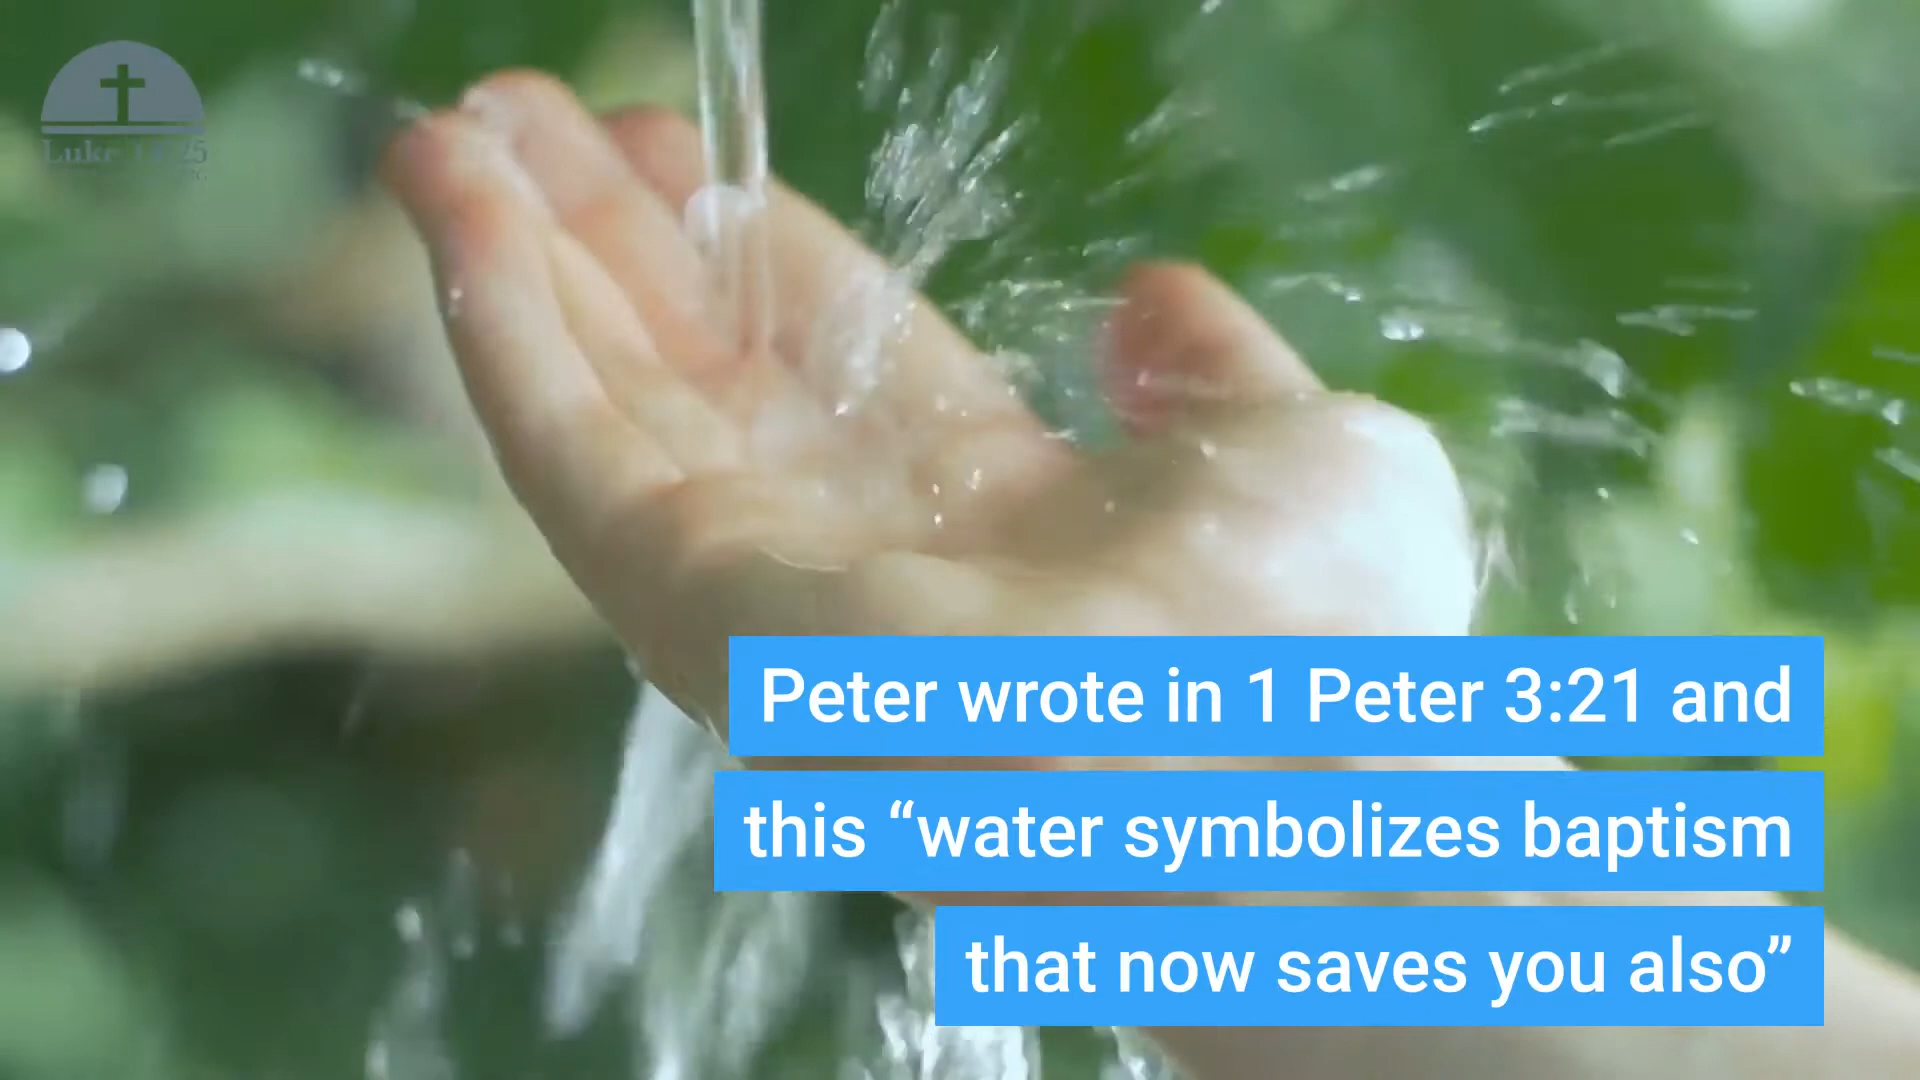 Peter wrote in 1 Peter 3:21 and
this “water symbolizes baptism
that now saves you also”